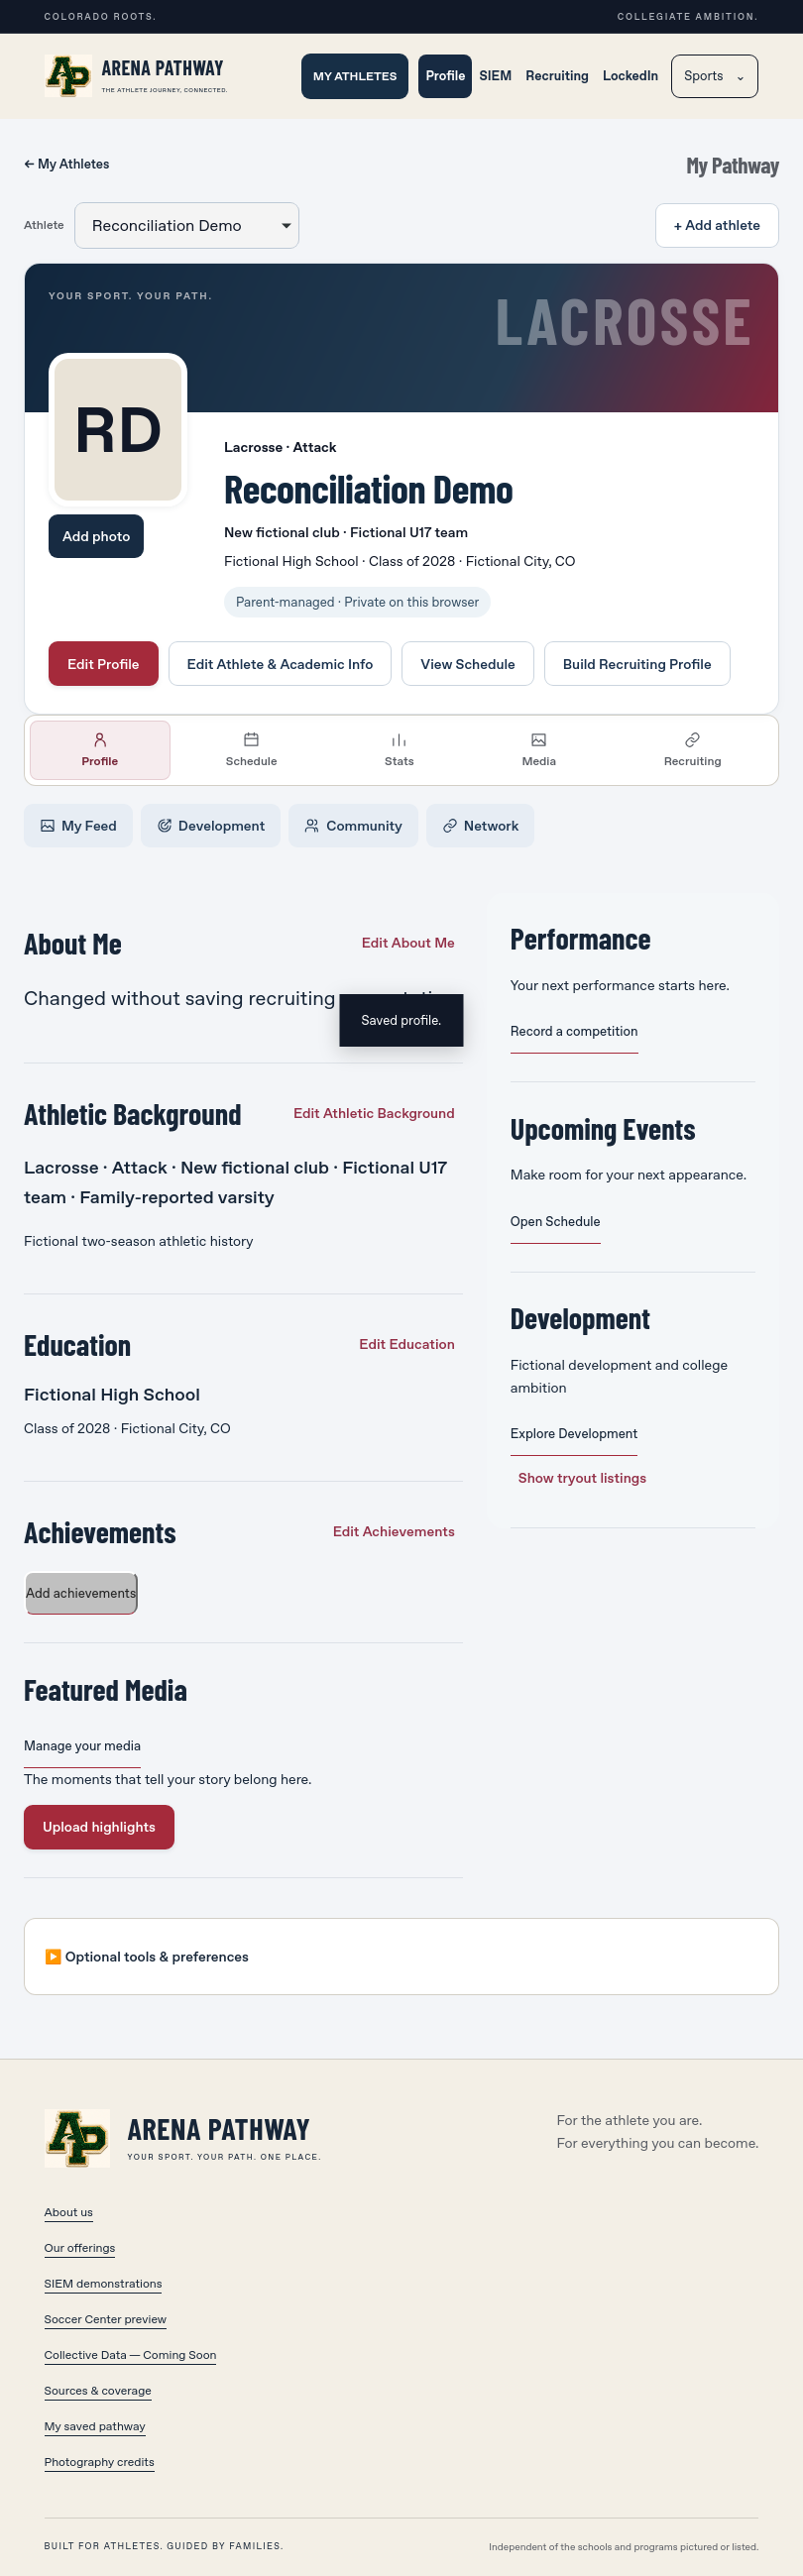 COLORADO ROOTS.
COLLEGIATE AMBITION.
AP
ARENA PATHWAY
THE ATHLETE JOURNEY, CONNECTED.
MY ATHLETES
Profile
SIEM
Recruiting
LockedIn
Sports
← My Athletes
My Pathway
Athlete
Reconciliation Demo
+ Add athlete
YOUR SPORT. YOUR PATH.
LACROSSE
RD
Add photo
Lacrosse · Attack
Reconciliation Demo
New fictional club · Fictional U17 team
Fictional High School · Class of 2028 · Fictional City, CO
Parent-managed · Private on this browser
Edit Profile
Edit Athlete & Academic Info
View Schedule
Build Recruiting Profile
Profile
Schedule
Stats
Media
Recruiting
My Feed
Development
Community
Network
About Me
Edit About Me
Changed without saving recruiting
Saved profile.
Athletic Background
Edit Athletic Background
Lacrosse · Attack · New fictional club · Fictional U17
team · Family-reported varsity
Fictional two-season athletic history
Education
Edit Education
Fictional High School
Class of 2028 · Fictional City, CO
Achievements
Edit Achievements
Add achievements
Featured Media
Manage your media
The moments that tell your story belong here.
Upload highlights
Performance
Your next performance starts here.
Record a competition
Upcoming Events
Make room for your next appearance.
Open Schedule
Development
Fictional development and college
ambition
Explore Development
Show tryout listings
Optional tools & preferences
AP
ARENA PATHWAY
YOUR SPORT. YOUR PATH. ONE PLACE.
For the athlete you are.
For everything you can become.
About us
Our offerings
SIEM demonstrations
Soccer Center preview
Collective Data — Coming Soon
Sources & coverage
My saved pathway
Photography credits
BUILT FOR ATHLETES. GUIDED BY FAMILIES.
Independent of the schools and programs pictured or listed.